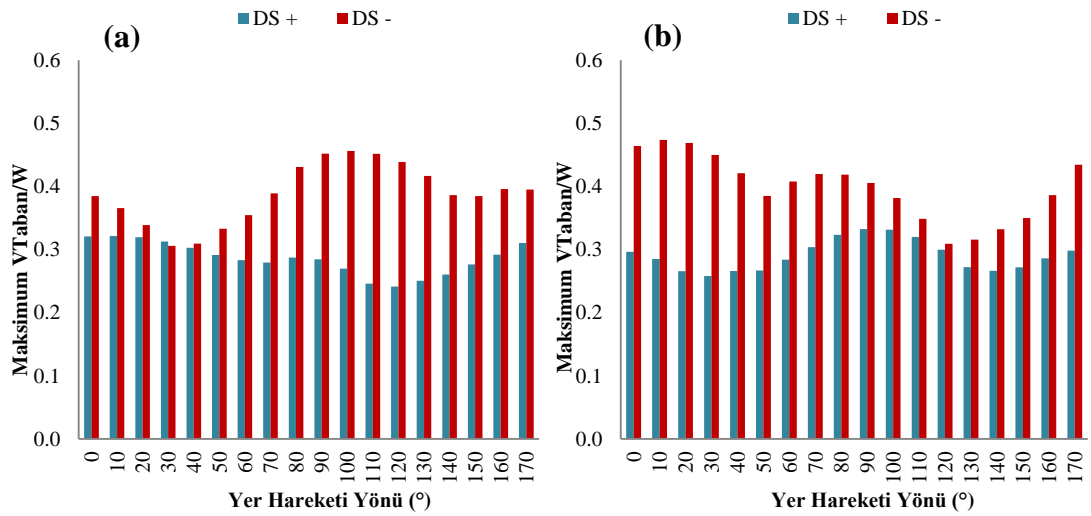 DS + DS -
(a)
Maksimum VTaban/W
0.6
0.5
0.4
0.3
0.2
0.1
0.0
0 10 20 30 40 50 60 70 80 90 100 110 120 130 140 150 160 170
Yer Hareketi Yönü (°)
DS + DS -
(b)
Maksimum VTaban/W
0.6
0.5
0.4
0.3
0.2
0.1
0.0
0 10 20 30 40 50 60 70 80 90 100 110 120 130 140 150 160 170
Yer Hareketi Yönü (°)